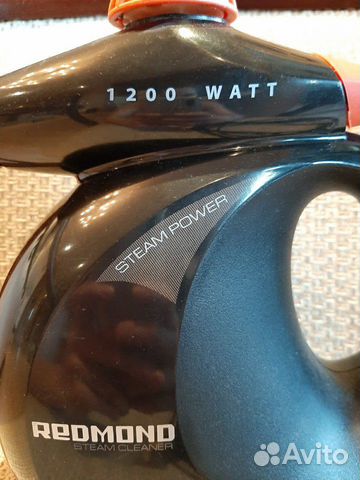 1200 WATT
STEAM POWER
REDMOND
STEAM CLEANER
Avito